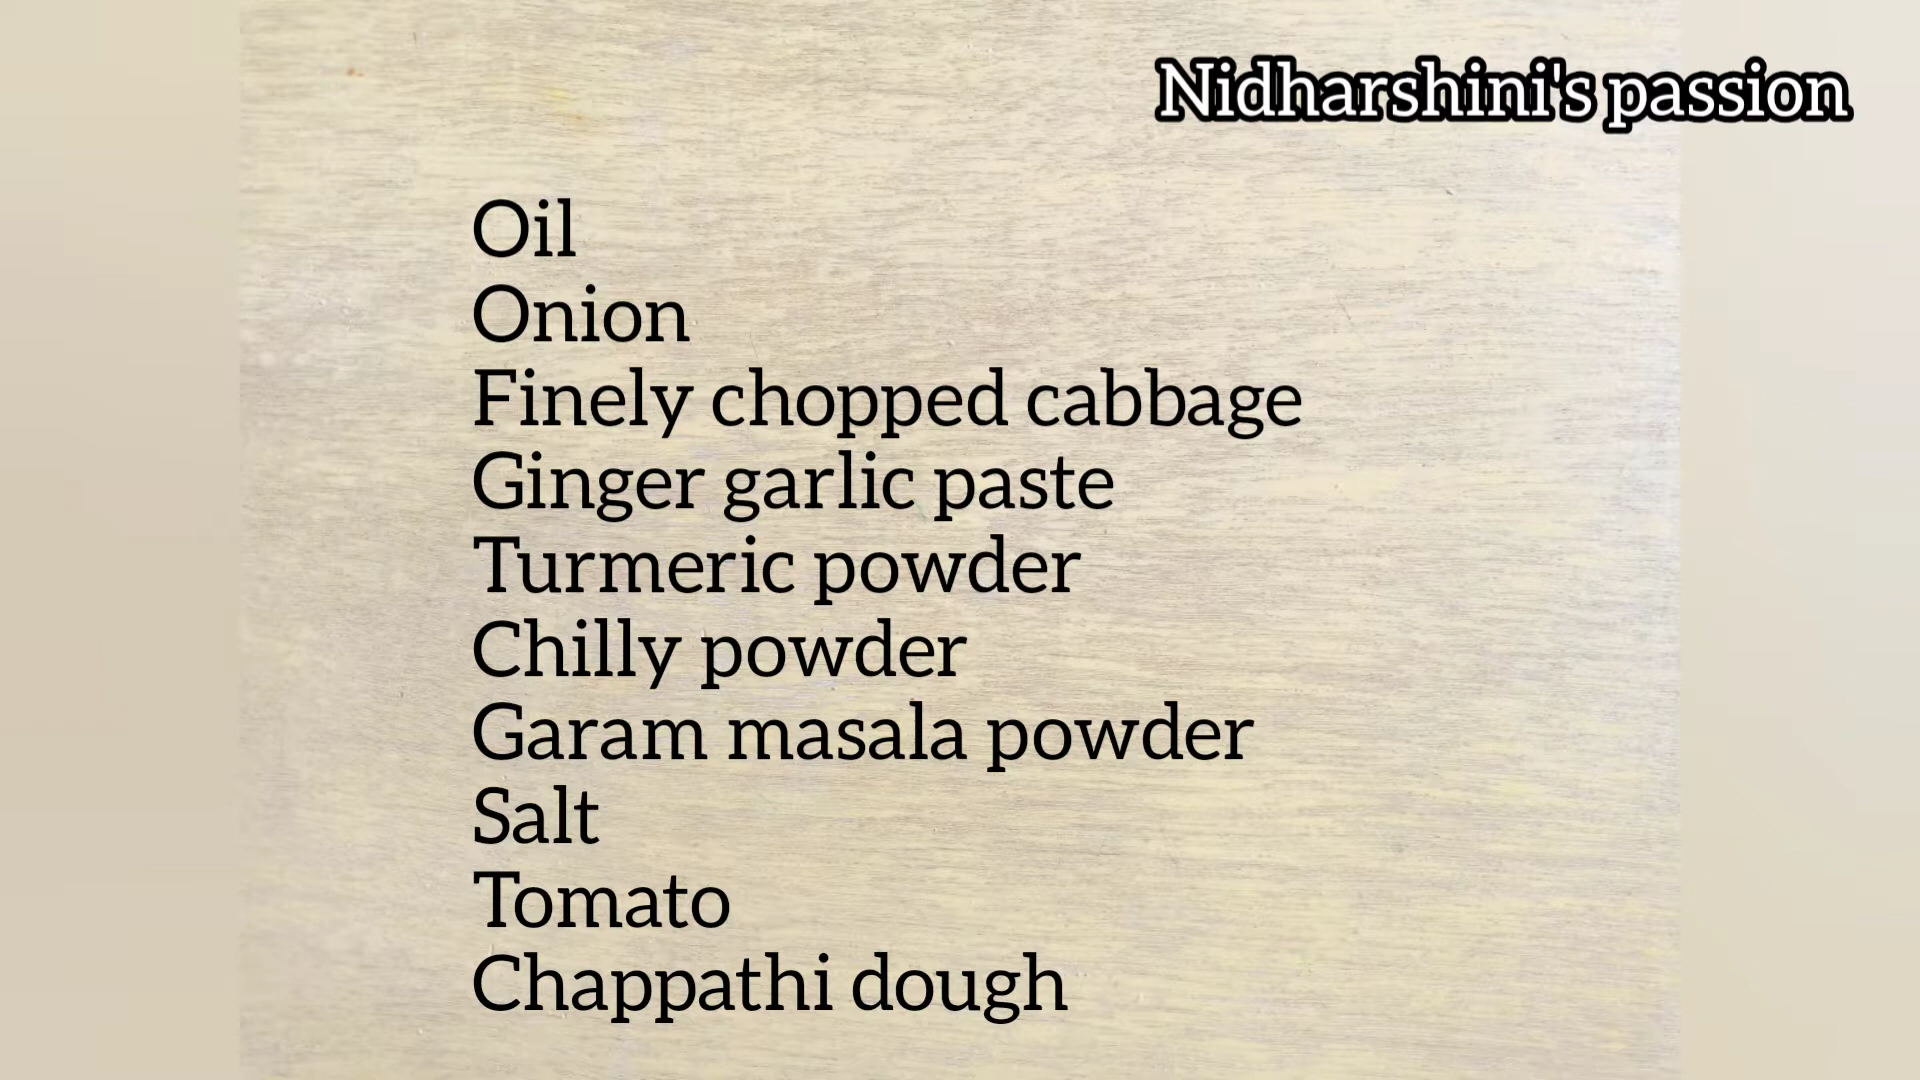 Nidharshini's passion
Oil
Onion
Finely chopped cabbage
Ginger garlic paste
Turmeric powder
Chilly powder
Garam masala powder
Salt
Tomato
Chappathi dough